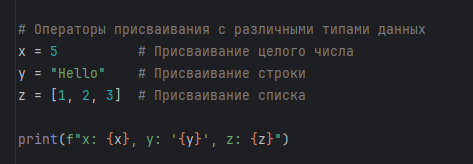 # Операторы присваивания с различными типами данных
x = 5          # Присваивание целого числа
y = "Hello"    # Присваивание строки
z = [1, 2, 3]  # Присваивание списка
print(f"x: {x}, y: '{y}', z: {z}")